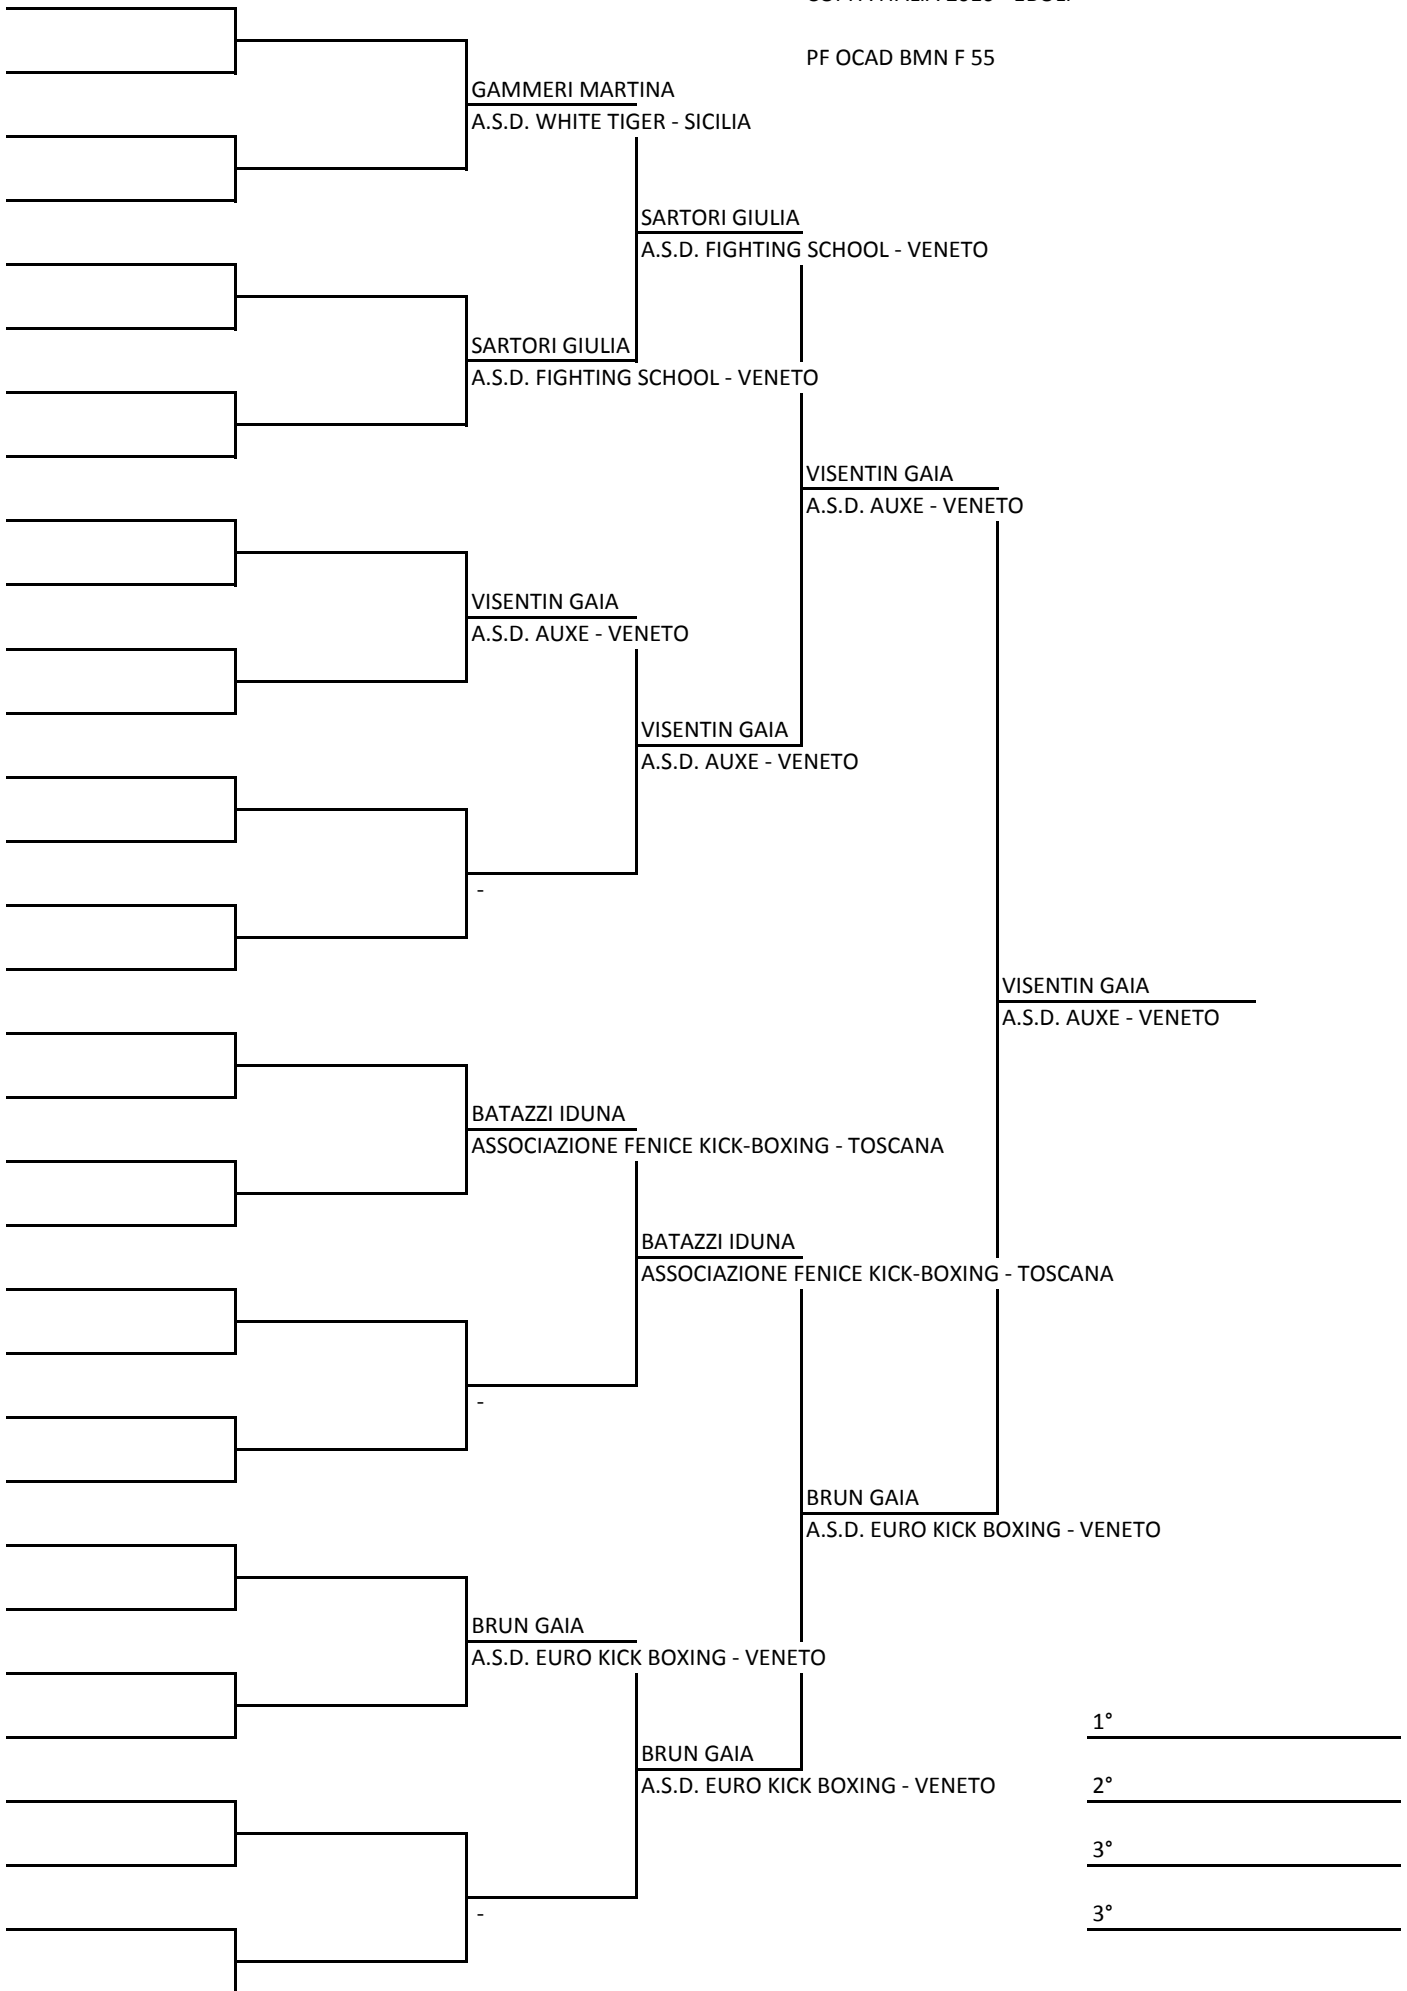 PF OCAD BMN F 55
GAMMERI MARTINA
A.S.D. WHITE TIGER - SICILIA
SARTORI GIULIA
A.S.D. FIGHTING SCHOOL - VENETO
SARTORI GIULIA
A.S.D. FIGHTING SCHOOL - VENETO
VISENTIN GAIA
A.S.D. AUXE - VENETO
VISENTIN GAIA
A.S.D. AUXE - VENETO
VISENTIN GAIA
A.S.D. AUXE - VENETO
-
VISENTIN GAIA
A.S.D. AUXE - VENETO
BATAZZI IDUNA
ASSOCIAZIONE FENICE KICK-BOXING - TOSCANA
BATAZZI IDUNA
ASSOCIAZIONE FENICE KICK-BOXING - TOSCANA
-
BRUN GAIA
A.S.D. EURO KICK BOXING - VENETO
BRUN GAIA
A.S.D. EURO KICK BOXING - VENETO
1°
BRUN GAIA
A.S.D. EURO KICK BOXING - VENETO
2°
3°
-
3°